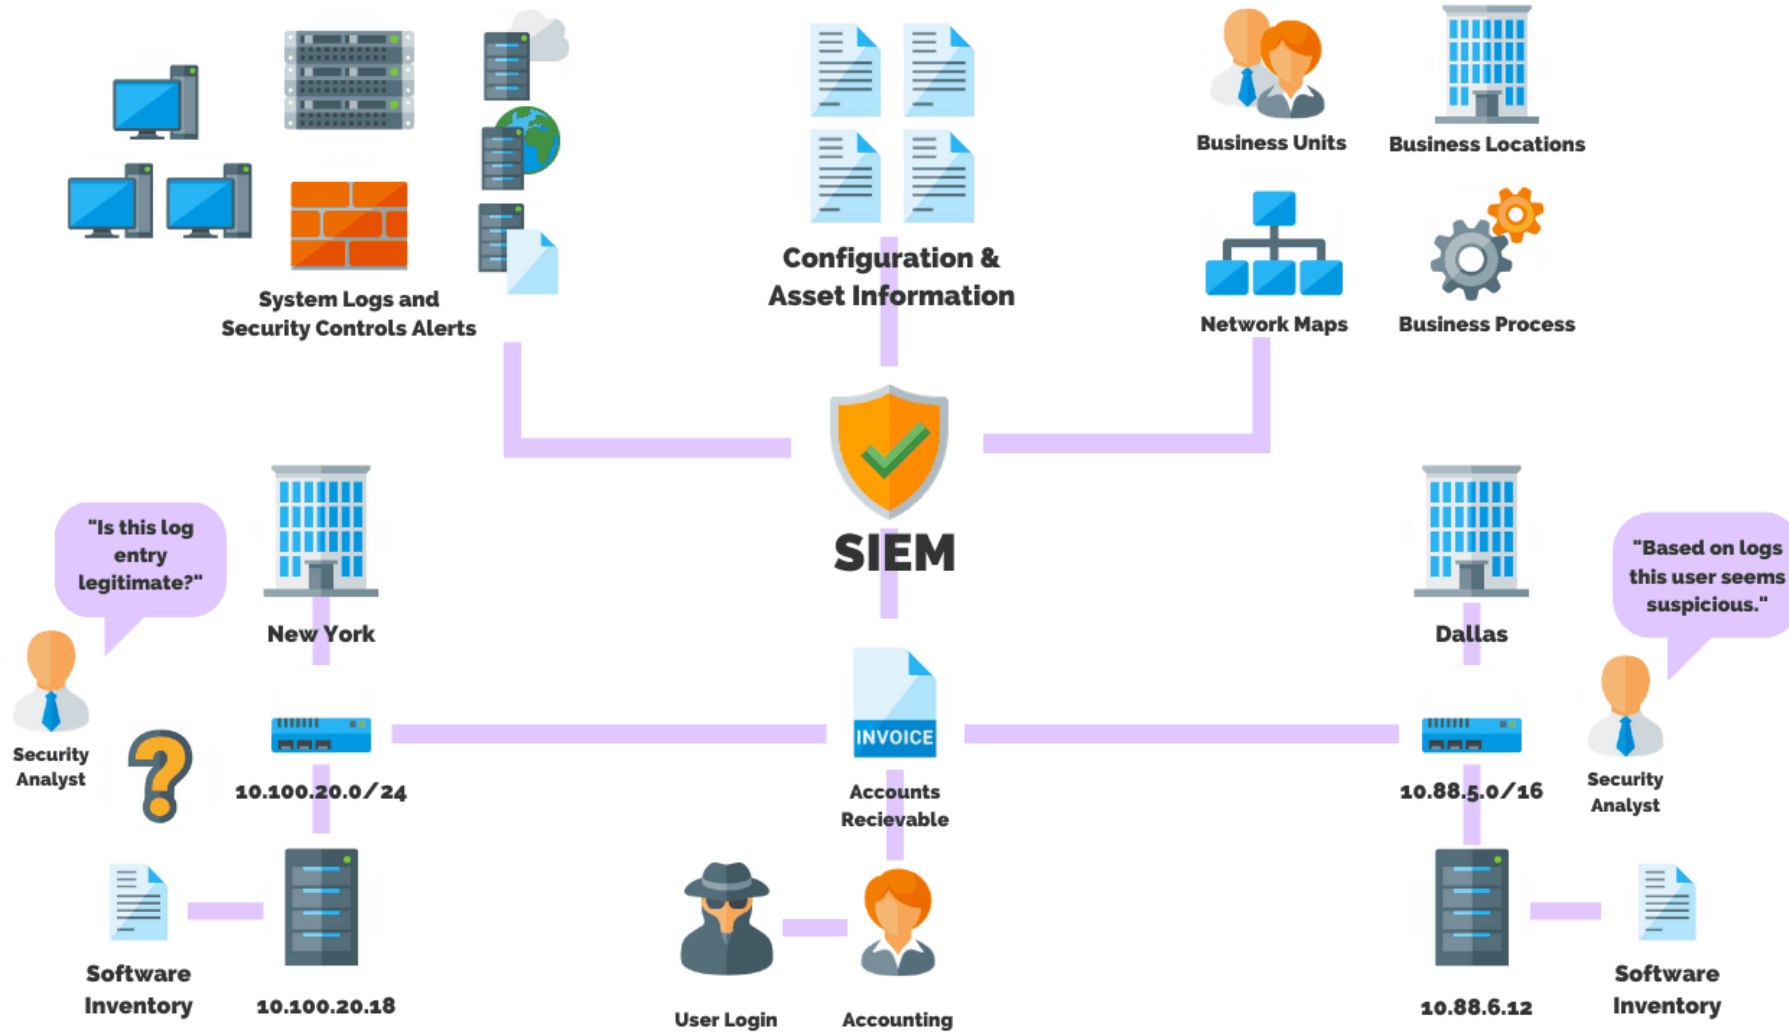 Business Units
Business Locations
Configuration &
Asset Information
System Logs and
Security Controls Alerts
Network Maps
Business Process
SIEM
"Is this log
entry
legitimate?"
New York
Security
Analyst
10.100.20.0/24
Software
Inventory
10.100.20.18
INVOICE
Accounts
Recievable
User Login
Accounting
"Based on logs
this user seems
suspicious."
Dallas
10.88.5.0/16
Security
Analyst
10.88.6.12
Software
Inventory